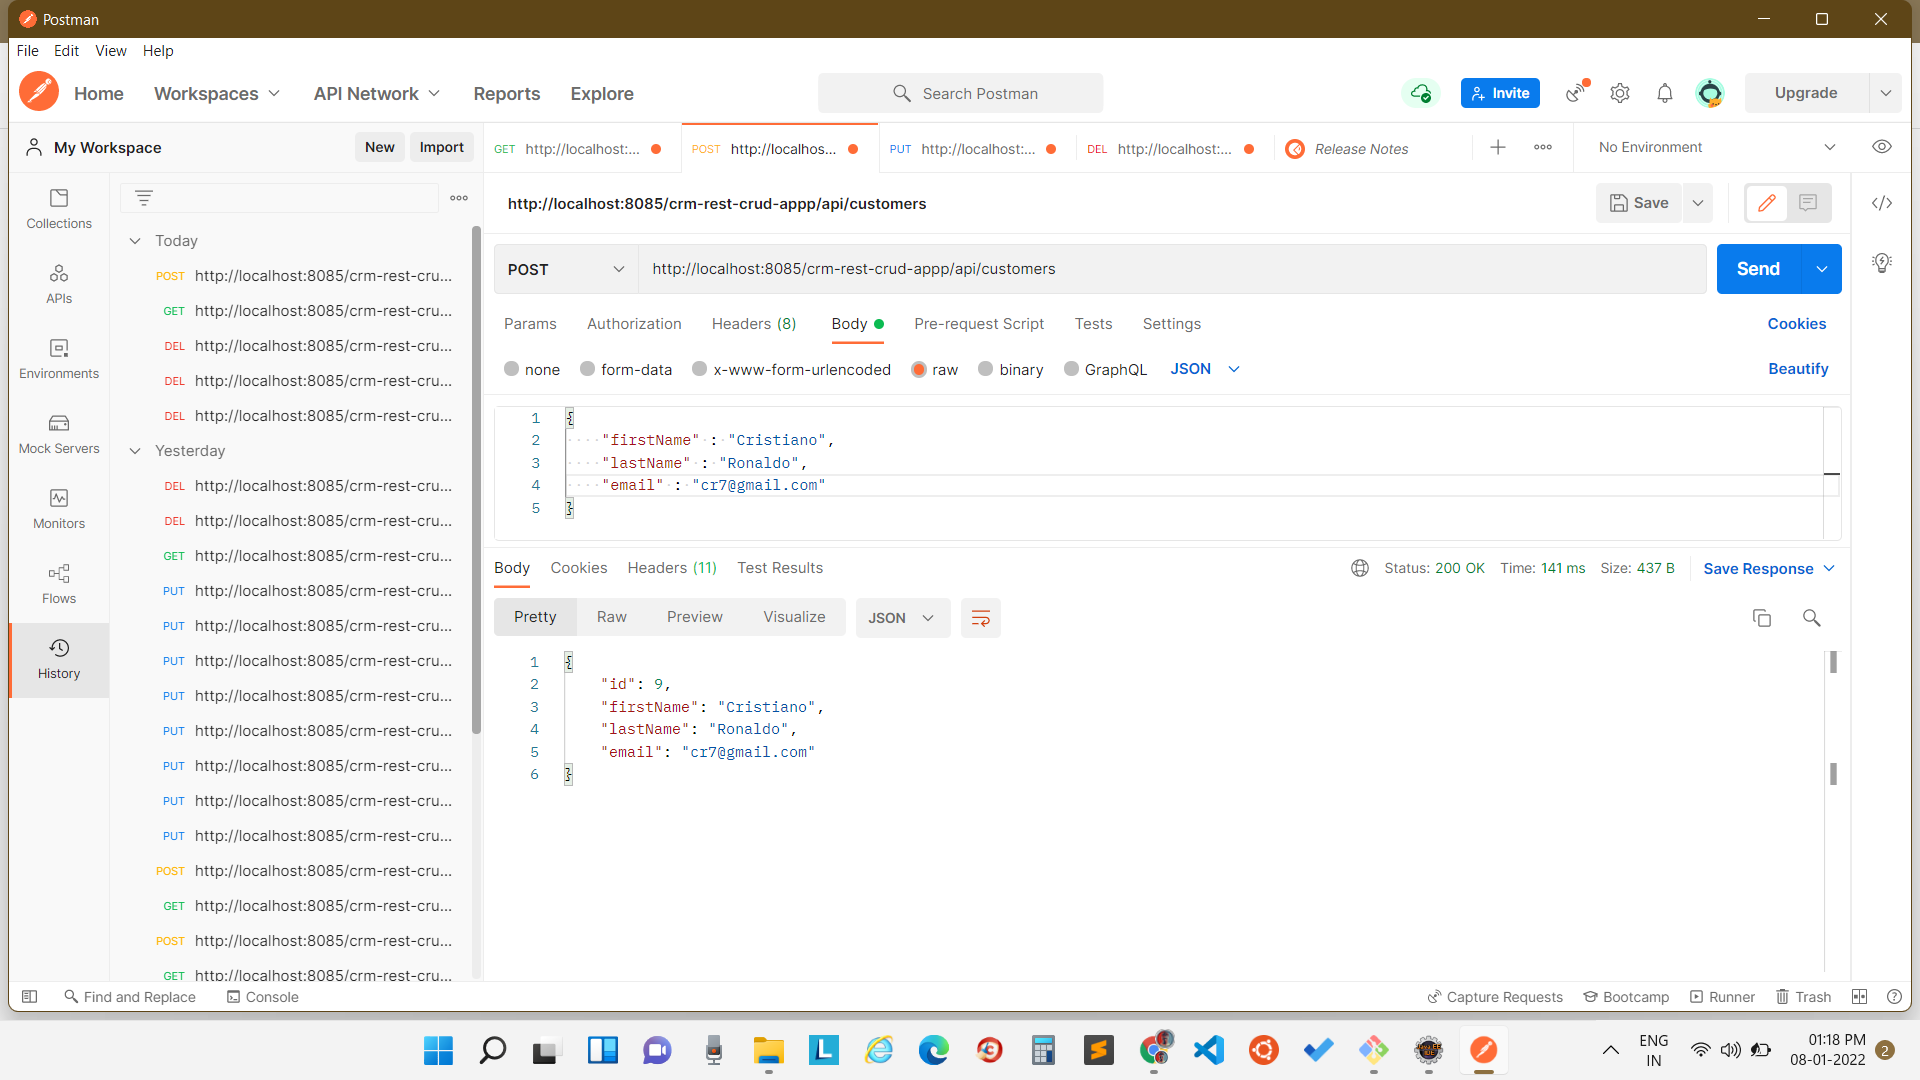 Postman
File Edit View Help
Home Workspaces API Network Reports Explore
Search Postman
Invite
Upgrade
My Workspace
New
Import
GET http://localhost:...
POST http://localhos...
PUT http://localhost:...
DEL http://localhost:...
Release Notes
No Environment
Collections
APIs
Environments
Mock Servers
Monitors
Flows
History
Today
POST http://localhost:8085/crm-rest-cru...
GET http://localhost:8085/crm-rest-cru...
DEL http://localhost:8085/crm-rest-cru...
DEL http://localhost:8085/crm-rest-cru...
DEL http://localhost:8085/crm-rest-cru...
Yesterday
DEL http://localhost:8085/crm-rest-cru...
DEL http://localhost:8085/crm-rest-cru...
GET http://localhost:8085/crm-rest-cru...
PUT http://localhost:8085/crm-rest-cru...
PUT http://localhost:8085/crm-rest-cru...
PUT http://localhost:8085/crm-rest-cru...
PUT http://localhost:8085/crm-rest-cru...
PUT http://localhost:8085/crm-rest-cru...
PUT http://localhost:8085/crm-rest-cru...
PUT http://localhost:8085/crm-rest-cru...
PUT http://localhost:8085/crm-rest-cru...
POST http://localhost:8085/crm-rest-cru...
GET http://localhost:8085/crm-rest-cru...
POST http://localhost:8085/crm-rest-cru...
GET http://localhost:8085/crm-rest-cru...
http://localhost:8085/crm-rest-crud-appp/api/customers
Save
POST http://localhost:8085/crm-rest-crud-appp/api/customers
Send
Params Authorization Headers (8) Body Pre-request Script Tests Settings
Cookies
none form-data x-www-form-urlencoded raw binary GraphQL JSON
Beautify
1 {
2 "firstName" : "Cristiano",
3 "lastName" : "Ronaldo",
4 "email" : "cr7@gmail.com"
5 }
Body Cookies Headers (11) Test Results
Status: 200 OK Time: 141 ms Size: 437 B Save Response
Pretty Raw Preview Visualize JSON
1 {
2 "id": 9,
3 "firstName": "Cristiano",
4 "lastName": "Ronaldo",
5 "email": "cr7@gmail.com"
6 }
Find and Replace Console
Capture Requests Bootcamp Runner Trash
L
ENG
IN
01:18 PM
08-01-2022
2